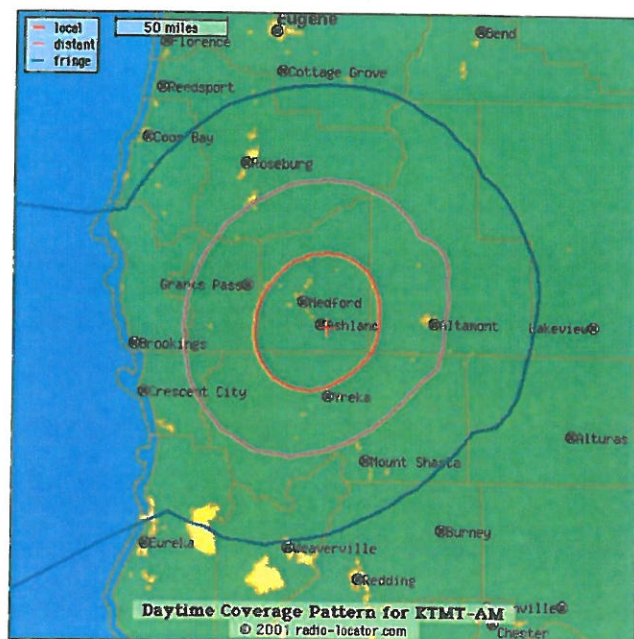 Eugene
local
50 miles
distant
Florence
Bend
fringe
Cottage Grove
Reedsport
Coos Bay
Roseburg
Grants Pass
Medford
Ashland
Altamont
Lakeview
Brookings
Crescent City
Yreka
Alturas
Mount Shasta
Burney
Eureka
Weaverville
Redding
Daytime Coverage Pattern for KTMT-AM
© 2001 radio-locator.com
Chester